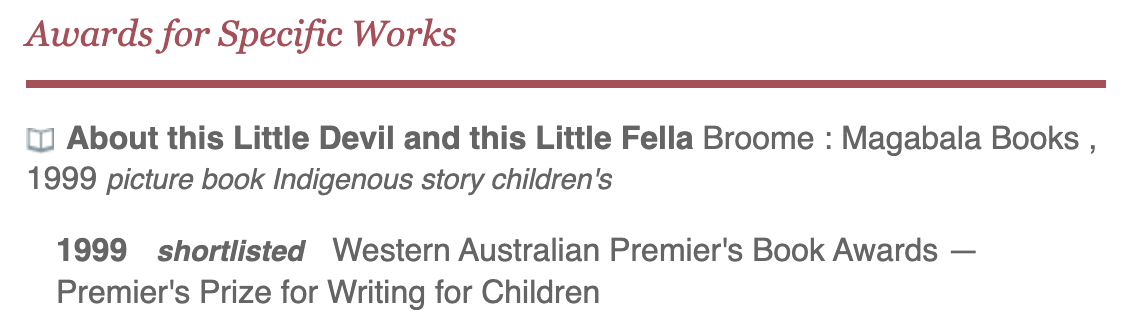 Awards for Specific Works
About this Little Devil and this Little Fella Broome : Magabala Books ,
1999 picture book Indigenous story children's
1999 shortlisted Western Australian Premier's Book Awards —
Premier's Prize for Writing for Children